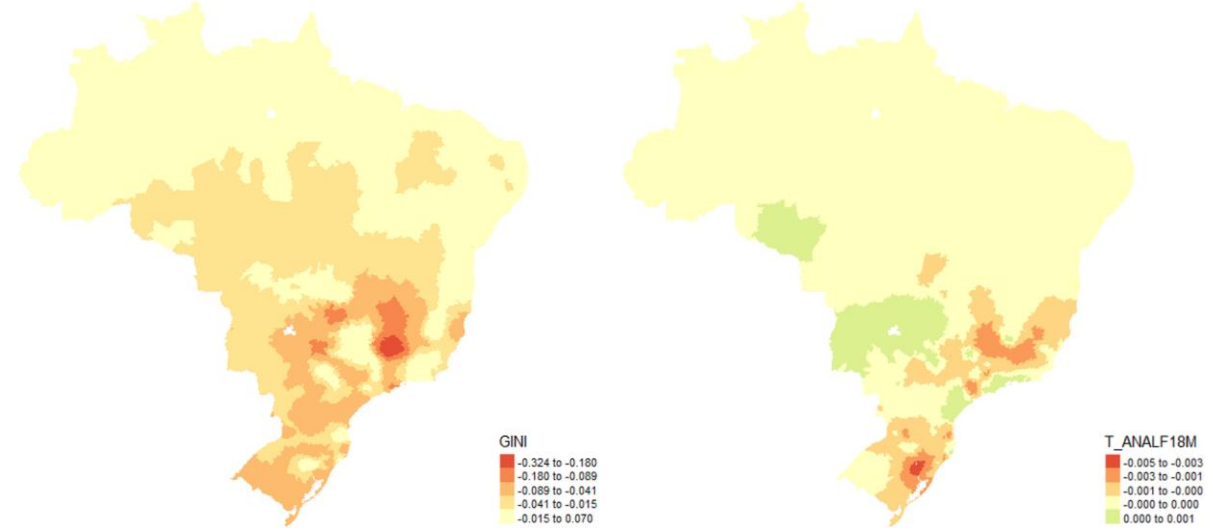 GINI
-0.324 to -0.180
-0.180 to -0.089
-0.089 to -0.041
-0.041 to -0.015
-0.015 to 0.070
T_ANALF18M
-0.005 to -0.003
-0.003 to -0.001
-0.001 to -0.000
-0.000 to 0.000
0.000 to 0.001